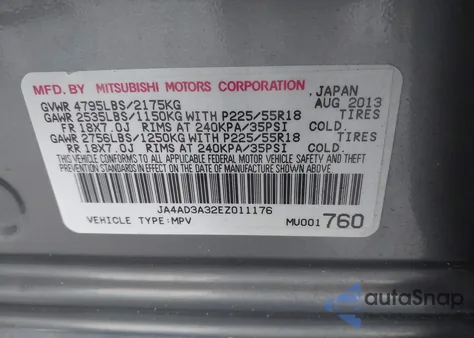 MFD. BY MITSUBISHI MOTORS CORPORATION, JAPAN
GVWR 4795LBS/2175KG AUG 2013
GAWR 2535LBS/1150KG WITH P225/55R18 TIRES
FR 18X7.0J RIMS AT 240KPA/35PSI COLD.
GAWR 2756LBS/1250KG WITH P225/55R18 TIRES
RR 18X7.0J RIMS AT 240KPA/35PSI COLD.
THIS VEHICLE CONFORMS TO ALL APPLICABLE FEDERAL MOTOR VEHICLE SAFETY, BUMPER, AND THEFT
PREVENTION STANDARDS IN EFFECT ON THE DATE OF MANUFACTURE SHOWN ABOVE.
JA4AD3A32EZ011176
VEHICLE TYPE:MPV MU001760
autoSnap